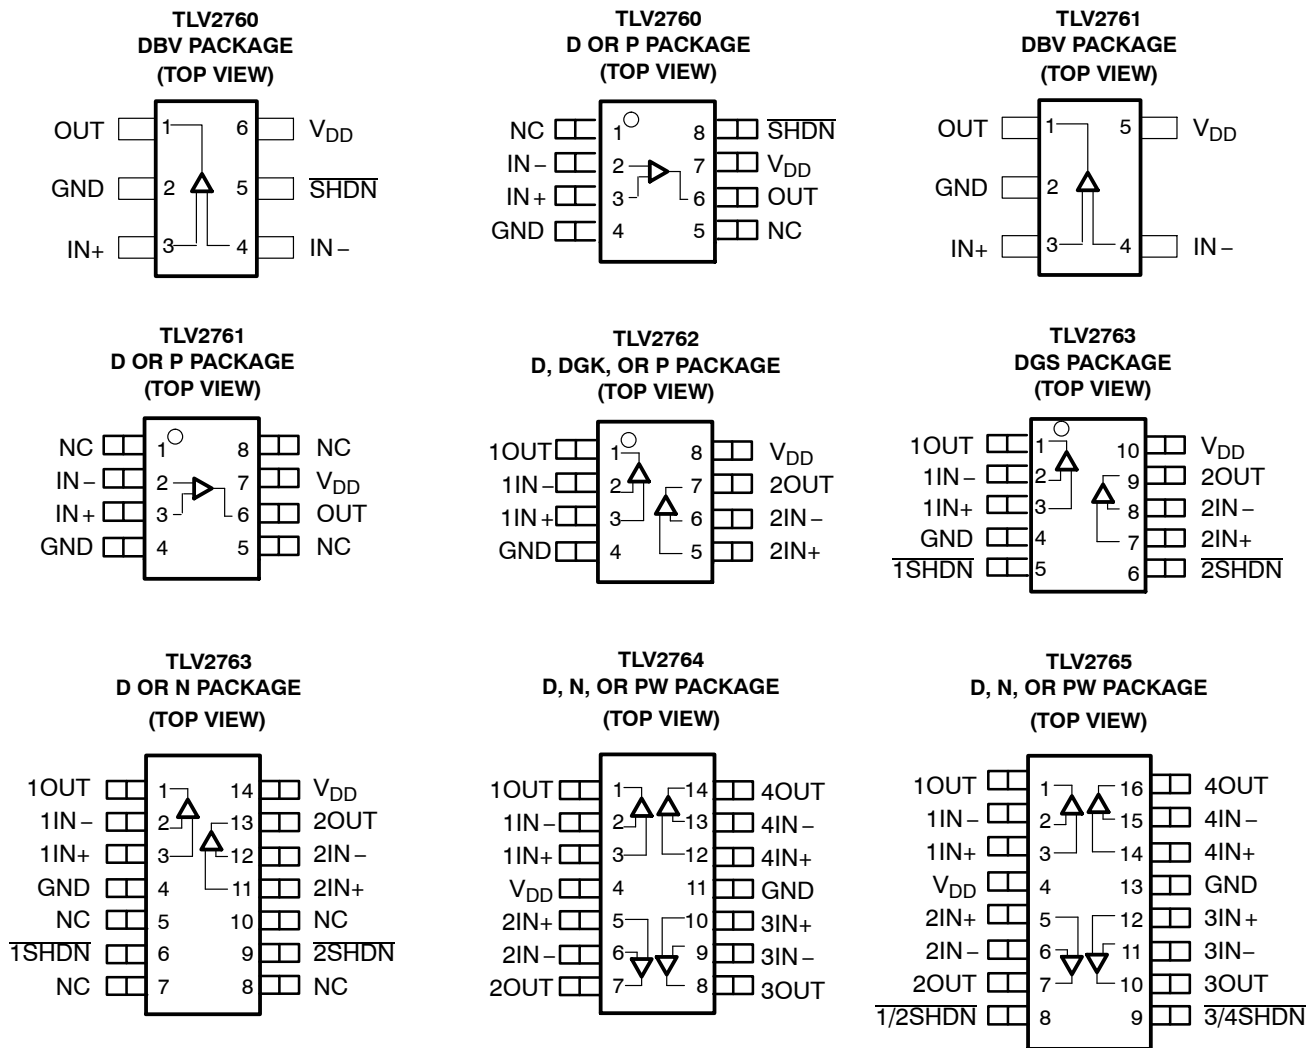 TLV2760
DBV PACKAGE
(TOP VIEW)
OUT 1 6 VDD
GND 2 5 SHDN
IN+ 3 4 IN−
TLV2760
D OR P PACKAGE
(TOP VIEW)
NC 1 8 SHDN
IN− 2 7 VDD
IN+ 3 6 OUT
GND 4 5 NC
TLV2761
DBV PACKAGE
(TOP VIEW)
OUT 1 5 VDD
GND 2
IN+ 3 4 IN−
TLV2761
D OR P PACKAGE
(TOP VIEW)
NC 1 8 NC
IN− 2 7 VDD
IN+ 3 6 OUT
GND 4 5 NC
TLV2762
D, DGK, OR P PACKAGE
(TOP VIEW)
1OUT 1 8 VDD
1IN− 2 7 2OUT
1IN+ 3 6 2IN−
GND 4 5 2IN+
TLV2763
DGS PACKAGE
(TOP VIEW)
1OUT 1 10 VDD
1IN− 2 9 2OUT
1IN+ 3 8 2IN−
GND 4 7 2IN+
1SHDN 5 6 2SHDN
TLV2763
D OR N PACKAGE
(TOP VIEW)
1OUT 1 14 VDD
1IN− 2 13 2OUT
1IN+ 3 12 2IN−
GND 4 11 2IN+
NC 5 10 NC
1SHDN 6 9 2SHDN
NC 7 8 NC
TLV2764
D, N, OR PW PACKAGE
(TOP VIEW)
1OUT 1 14 4OUT
1IN− 2 13 4IN−
1IN+ 3 12 4IN+
VDD 4 11 GND
2IN+ 5 10 3IN+
2IN− 6 9 3IN−
2OUT 7 8 3OUT
TLV2765
D, N, OR PW PACKAGE
(TOP VIEW)
1OUT 1 16 4OUT
1IN− 2 15 4IN−
1IN+ 3 14 4IN+
VDD 4 13 GND
2IN+ 5 12 3IN+
2IN− 6 11 3IN−
2OUT 7 10 3OUT
1/2SHDN 8 9 3/4SHDN